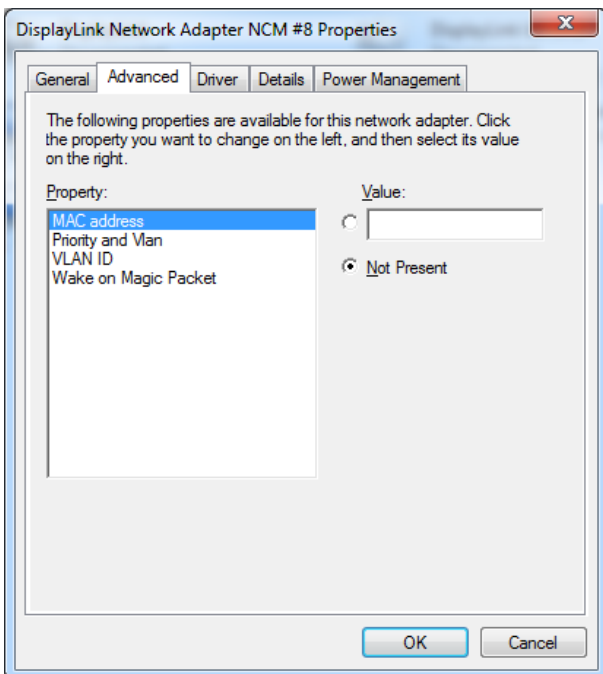 DisplayLink Network Adapter NCM #8 Properties
General Advanced Driver Details Power Management
The following properties are available for this network adapter. Click
the property you want to change on the left, and then select its value
on the right.
Property: Value:
MAC address
Priority and Vlan
VLAN ID
Wake on Magic Packet
Not Present
OK Cancel